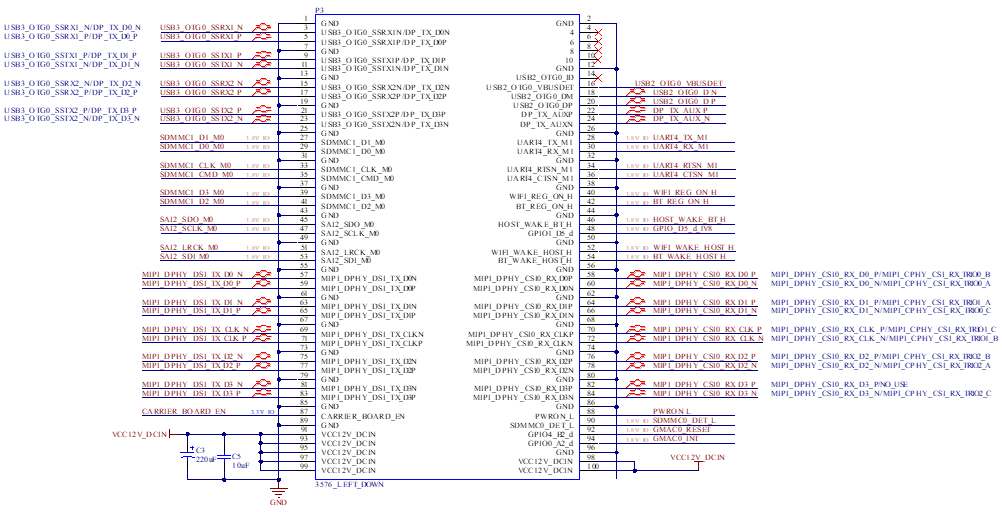 P3
1 GND GND 2
USB3_OTG0_SSRX1_N/DP_TX_D0_N USB3_OTG0_SSRX1_N 3 USB3_OTG0_SSRX1N/DP_TX_D0N 4 4
USB3_OTG0_SSRX1_P/DP_TX_D0_P USB3_OTG0_SSRX1_P 5 USB3_OTG0_SSRX1P/DP_TX_D0P 6 6
7 GND 8 8
USB3_OTG0_SSTX1_P/DP_TX_D1_P USB3_OTG0_SSTX1_P 9 USB3_OTG0_SSTX1P/DP_TX_D1P 10 10
USB3_OTG0_SSTX1_N/DP_TX_D1_N USB3_OTG0_SSTX1_N 11 USB3_OTG0_SSTX1N/DP_TX_D1N GND 12
13 GND USB2_OTG0_ID 14
USB3_OTG0_SSRX2_N/DP_TX_D2_N USB3_OTG0_SSRX2_N 15 USB3_OTG0_SSRX2N/DP_TX_D2N USB2_OTG0_VBUSDET 16 USB2_OTG0_VBUSDET
USB3_OTG0_SSRX2_P/DP_TX_D2_P USB3_OTG0_SSRX2_P 17 USB3_OTG0_SSRX2P/DP_TX_D2P USB2_OTG0_DM 18 USB2_OTG0_D_N
19 GND USB2_OTG0_DP 20 USB2_OTG0_D_P
USB3_OTG0_SSTX2_P/DP_TX_D3_P USB3_OTG0_SSTX2_P 21 USB3_OTG0_SSTX2P/DP_TX_D3P DP_TX_AUXP 22 DP_TX_AUX_P
USB3_OTG0_SSTX2_N/DP_TX_D3_N USB3_OTG0_SSTX2_N 23 USB3_OTG0_SSTX2N/DP_TX_D3N DP_TX_AUXN 24 DP_TX_AUX_N
25 GND GND 26
SDMMC1_D1_M0 1.8V IO 27 SDMMC1_D1_M0 UART4_TX_M1 28 1.8V IO UART4_TX_M1
SDMMC1_D0_M0 1.8V IO 29 SDMMC1_D0_M0 UART4_RX_M1 30 1.8V IO UART4_RX_M1
31 GND GND 32
SDMMC1_CLK_M0 1.8V IO 33 SDMMC1_CLK_M0 UART4_RTSN_M1 34 1.8V IO UART4_RTSN_M1
SDMMC1_CMD_M0 1.8V IO 35 SDMMC1_CMD_M0 UART4_CTSN_M1 36 1.8V IO UART4_CTSN_M1
37 GND GND 38
SDMMC1_D3_M0 1.8V IO 39 SDMMC1_D3_M0 WIFI_REG_ON_H 40 1.8V IO WIFI_REG_ON_H
SDMMC1_D2_M0 1.8V IO 41 SDMMC1_D2_M0 BT_REG_ON_H 42 1.8V IO BT_REG_ON_H
43 GND GND 44
SAI2_SDO_M0 1.8V IO 45 SAI2_SDO_M0 HOST_WAKE_BT_H 46 1.8V IO HOST_WAKE_BT_H
SAI2_SCLK_M0 1.8V IO 47 SAI2_SCLK_M0 GPIO1_D5_d 48 1.8V IO GPIO_D5_d_1V8
49 GND GND 50
SAI2_LRCK_M0 1.8V IO 51 SAI2_LRCK_M0 WIFI_WAKE_HOST_H 52 1.8V IO WIFI_WAKE_HOST_H
SAI2_SDI_M0 1.8V IO 53 SAI2_SDI_M0 BT_WAKE_HOST_H 54 1.8V IO BT_WAKE_HOST_H
55 GND GND 56
MIPI_DPHY_DSI_TX_D0_N 57 MIPI_DPHY_DSI_TX_D0N MIPI_DPHY_CSI0_RX_D0P 58 MIPI_DPHY_CSI0_RX_D0_P MIPI_DPHY_CSI0_RX_D0_P/MIPI_CPHY_CSI_RX_TRIO0_B
MIPI_DPHY_DSI_TX_D0_P 59 MIPI_DPHY_DSI_TX_D0P MIPI_DPHY_CSI0_RX_D0N 60 MIPI_DPHY_CSI0_RX_D0_N MIPI_DPHY_CSI0_RX_D0_N/MIPI_CPHY_CSI_RX_TRIO0_A
61 GND GND 62
MIPI_DPHY_DSI_TX_D1_N 63 MIPI_DPHY_DSI_TX_D1N MIPI_DPHY_CSI0_RX_D1P 64 MIPI_DPHY_CSI0_RX_D1_P MIPI_DPHY_CSI0_RX_D1_P/MIPI_CPHY_CSI_RX_TRIO1_A
MIPI_DPHY_DSI_TX_D1_P 65 MIPI_DPHY_DSI_TX_D1P MIPI_DPHY_CSI0_RX_D1N 66 MIPI_DPHY_CSI0_RX_D1_N MIPI_DPHY_CSI0_RX_D1_N/MIPI_CPHY_CSI_RX_TRIO0_C
67 GND GND 68
MIPI_DPHY_DSI_TX_CLK_N 69 MIPI_DPHY_DSI_TX_CLKN MIPI_DPHY_CSI0_RX_CLKP 70 MIPI_DPHY_CSI0_RX_CLK_P MIPI_DPHY_CSI0_RX_CLK_P/MIPI_CPHY_CSI_RX_TRIO1_C
MIPI_DPHY_DSI_TX_CLK_P 71 MIPI_DPHY_DSI_TX_CLKP MIPI_DPHY_CSI0_RX_CLKN 72 MIPI_DPHY_CSI0_RX_CLK_N MIPI_DPHY_CSI0_RX_CLK_N/MIPI_CPHY_CSI_RX_TRIO1_B
73 GND GND 74
MIPI_DPHY_DSI_TX_D2_N 75 MIPI_DPHY_DSI_TX_D2N MIPI_DPHY_CSI0_RX_D2P 76 MIPI_DPHY_CSI0_RX_D2_P MIPI_DPHY_CSI0_RX_D2_P/MIPI_CPHY_CSI_RX_TRIO2_B
MIPI_DPHY_DSI_TX_D2_P 77 MIPI_DPHY_DSI_TX_D2P MIPI_DPHY_CSI0_RX_D2N 78 MIPI_DPHY_CSI0_RX_D2_N MIPI_DPHY_CSI0_RX_D2_N/MIPI_CPHY_CSI_RX_TRIO2_A
79 GND GND 80
MIPI_DPHY_DSI_TX_D3_N 81 MIPI_DPHY_DSI_TX_D3N MIPI_DPHY_CSI0_RX_D3P 82 MIPI_DPHY_CSI0_RX_D3_P MIPI_DPHY_CSI0_RX_D3_P/NO_USE
MIPI_DPHY_DSI_TX_D3_P 83 MIPI_DPHY_DSI_TX_D3P MIPI_DPHY_CSI0_RX_D3N 84 MIPI_DPHY_CSI0_RX_D3_N MIPI_DPHY_CSI0_RX_D3_N/MIPI_CPHY_CSI_RX_TRIO2_C
85 GND GND 86
CARRIER_BOARD_EN 3.3V IO 87 CARRIER_BOARD_EN PWRON_L 88 PWRON_L
89 GND SDMMC0_DET_L 90 1.8V IO SDMMC0_DET_L
VCC12V_DCIN 91 VCC12V_DCIN GPIO4_B2_d 92 1.8V IO GMAC0_RESET
93 VCC12V_DCIN GPIO0_A2_d 94 1.8V IO GMAC0_INT
C3 95 VCC12V_DCIN GND 96
220uF C5 97 VCC12V_DCIN VCC12V_DCIN 98 VCC12V_DCIN
10uF 99 VCC12V_DCIN VCC12V_DCIN 100
3576_LEFT_DOWN
GND